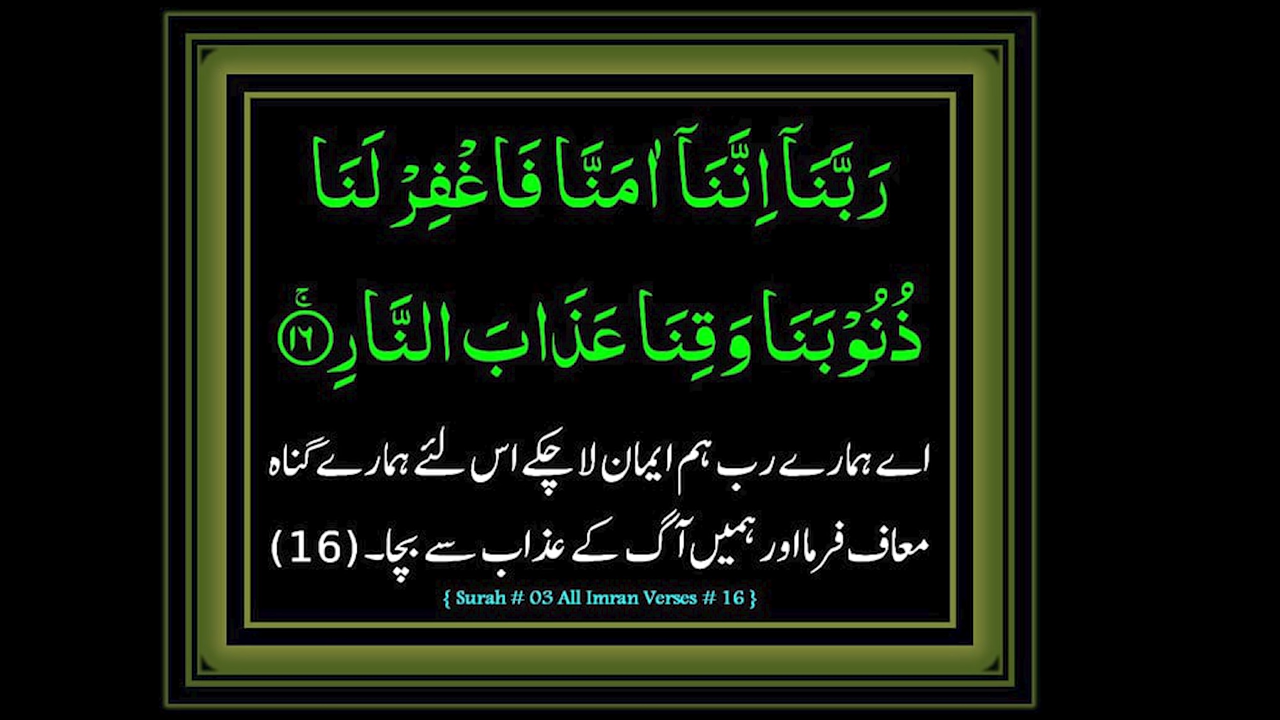 رَبَّنَآ اِنَّنَآ اٰمَنَّا فَاغْفِرْ لَنَا
ذُنُوْبَنَا وَقِنَا عَذَابَ النَّارِ ۚ﴿۱۶﴾
اے ہمارے رب ہم ایمان لا چکے اس لئے ہمارے گناہ
معاف فرما اور ہمیں آگ کے عذاب سے بچا۔ (16)
{ Surah # 03 All Imran Verses # 16 }